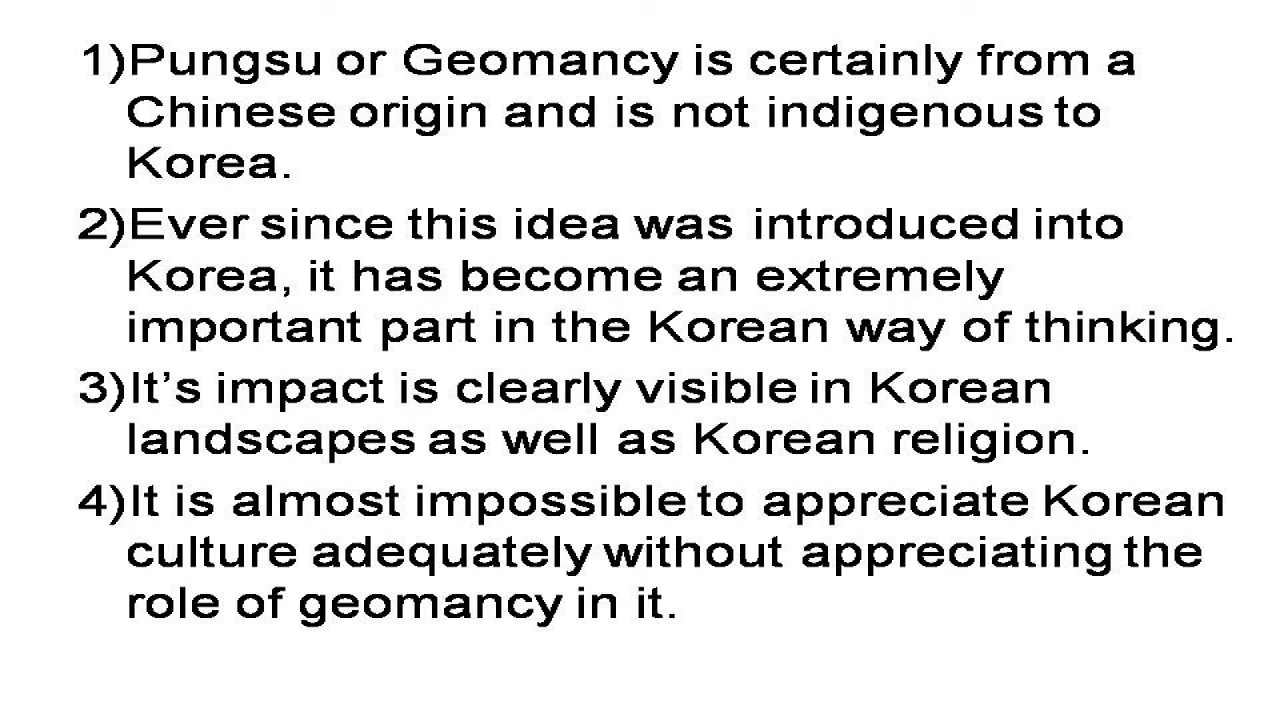 1)Pungsu or Geomancy is certainly from a
Chinese origin and is not indigenous to
Korea.
2)Ever since this idea was introduced into
Korea, it has become an extremely
important part in the Korean way of thinking.
3)It’s impact is clearly visible in Korean
landscapes as well as Korean religion.
4)It is almost impossible to appreciate Korean
culture adequately without appreciating the
role of geomancy in it.